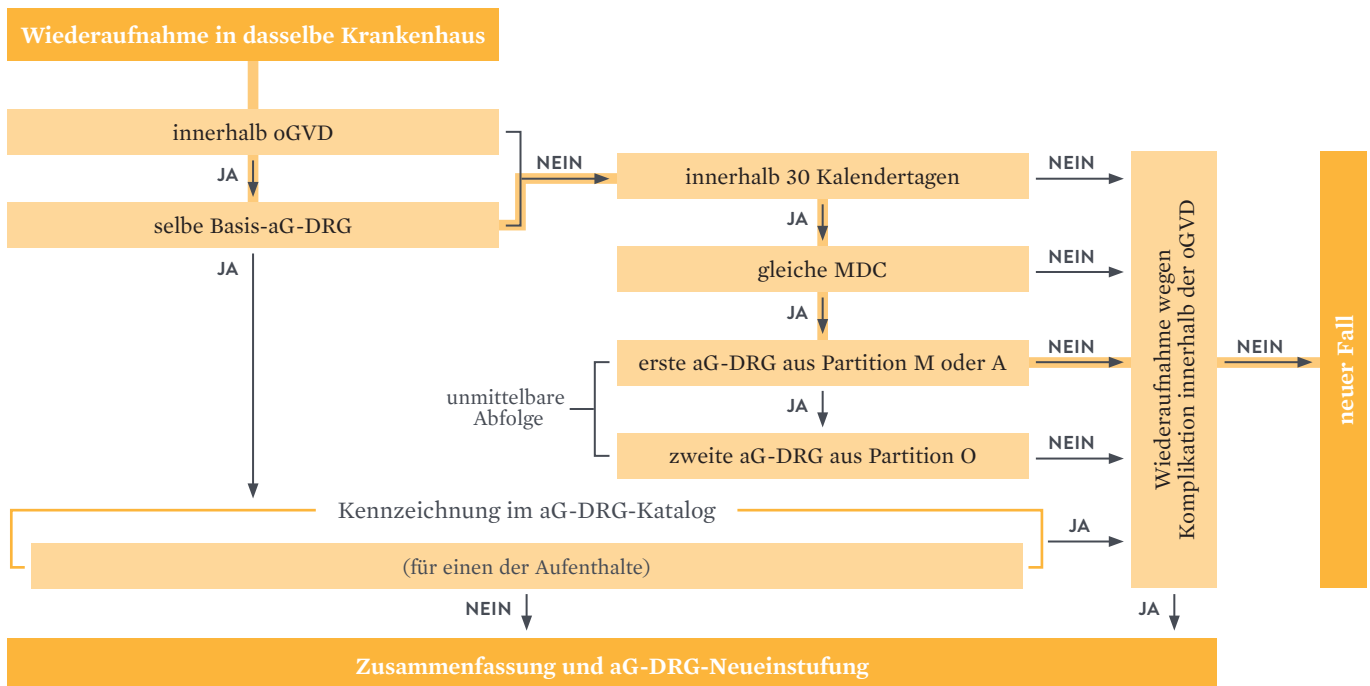 Wiederaufnahme in dasselbe Krankenhaus
innerhalb oGVD
JA
selbe Basis-aG-DRG
JA
NEIN
innerhalb 30 Kalendertagen
NEIN
JA
gleiche MDC
NEIN
JA
erste aG-DRG aus Partition M oder A
NEIN
unmittelbare
Abfolge
JA
zweite aG-DRG aus Partition O
NEIN
Wiederaufnahme wegen
Komplikation innerhalb der oGVD
NEIN
neuer Fall
Kennzeichnung im aG-DRG-Katalog
JA
(für einen der Aufenthalte)
NEIN
JA
Zusammenfassung und aG-DRG-Neueinstufung